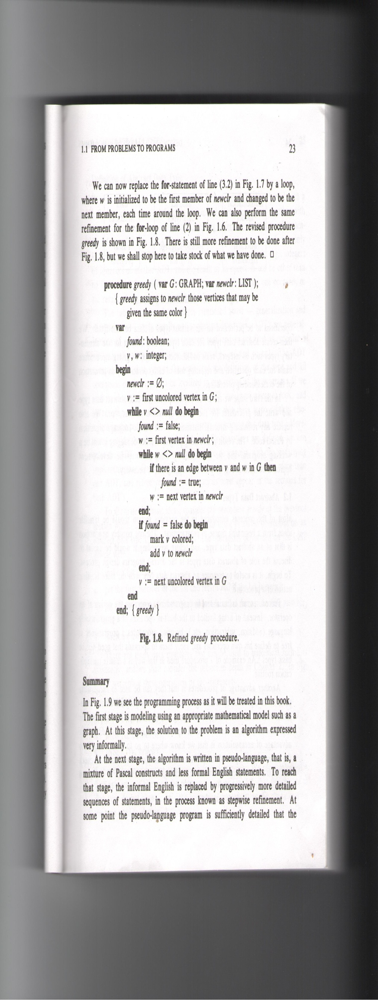 1.1 FROM PROBLEMS TO PROGRAMS 23
We can now replace the for-statement of line (3.2) in Fig. 1.7 by a loop,
where w is initialized to be the first member of newclr and changed to be the
next member, each time around the loop. We can also perform the same
refinement for the for-loop of line (2) in Fig. 1.6. The revised procedure
greedy is shown in Fig. 1.8. There is still more refinement to be done after
Fig. 1.8, but we shall stop here to take stock of what we have done. □
procedure greedy ( var G: GRAPH; var newclr: LIST );
{ greedy assigns to newclr those vertices that may be
given the same color }
var
found: boolean;
v, w: integer;
begin
newclr := Ø;
v := first uncolored vertex in G;
while v <> null do begin
found := false;
w := first vertex in newclr;
while w <> null do begin
if there is an edge between v and w in G then
found := true;
w := next vertex in newclr
end;
if found = false do begin
mark v colored;
add v to newclr
end;
v := next uncolored vertex in G
end
end; { greedy }
Fig. 1.8. Refined greedy procedure.
Summary
In Fig. 1.9 we see the programming process as it will be treated in this book.
The first stage is modeling using an appropriate mathematical model such as a
graph. At this stage, the solution to the problem is an algorithm expressed
very informally.
At the next stage, the algorithm is written in pseudo-language, that is, a
mixture of Pascal constructs and less formal English statements. To reach
that stage, the informal English is replaced by progressively more detailed
sequences of statements, in the process known as stepwise refinement. At
some point the pseudo-language program is sufficiently detailed that the